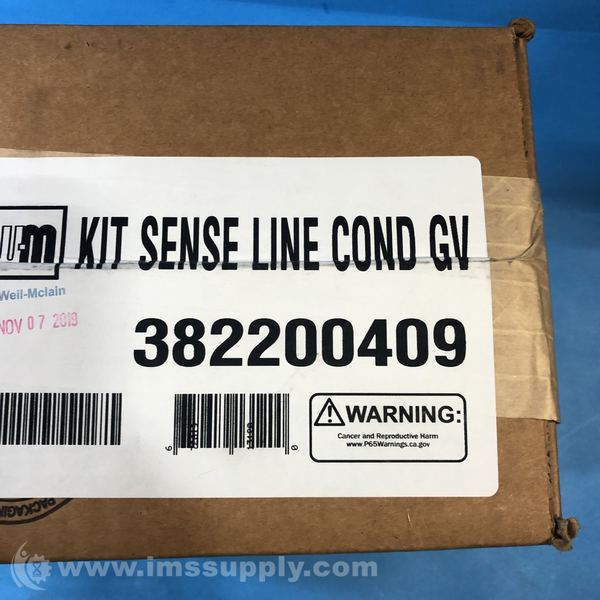 KIT SENSE LINE COND GV
Weil-Mclain
NOV 07 2019
382200409
WARNING:
Cancer and Reproductive Harm
www.P65Warnings.ca.gov
www.imssupply.com